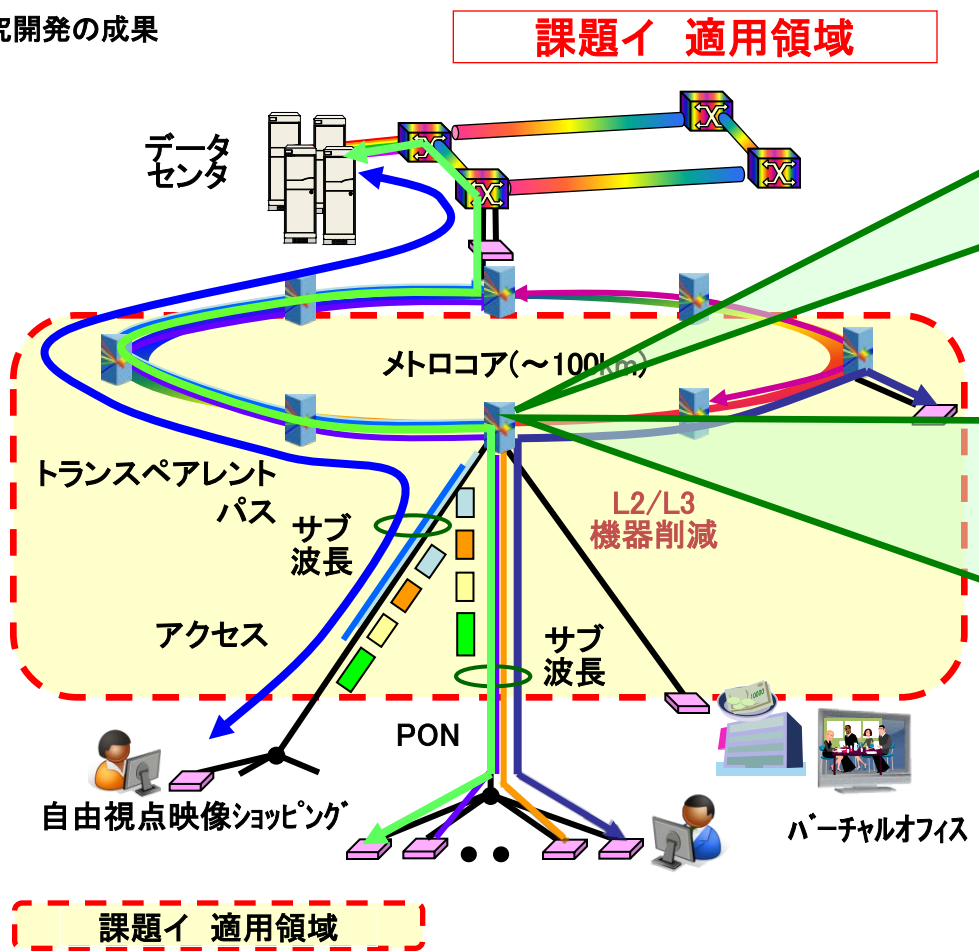 究開発の成果
課題イ 適用領域
データ
センタ
メトロコア(～100km)
トランスペアレント
パス
サブ
波長
L2/L3
機器削減
アクセス
サブ
波長
PON
自由視点映像ショッピング
バーチャルオフィス
課題イ 適用領域